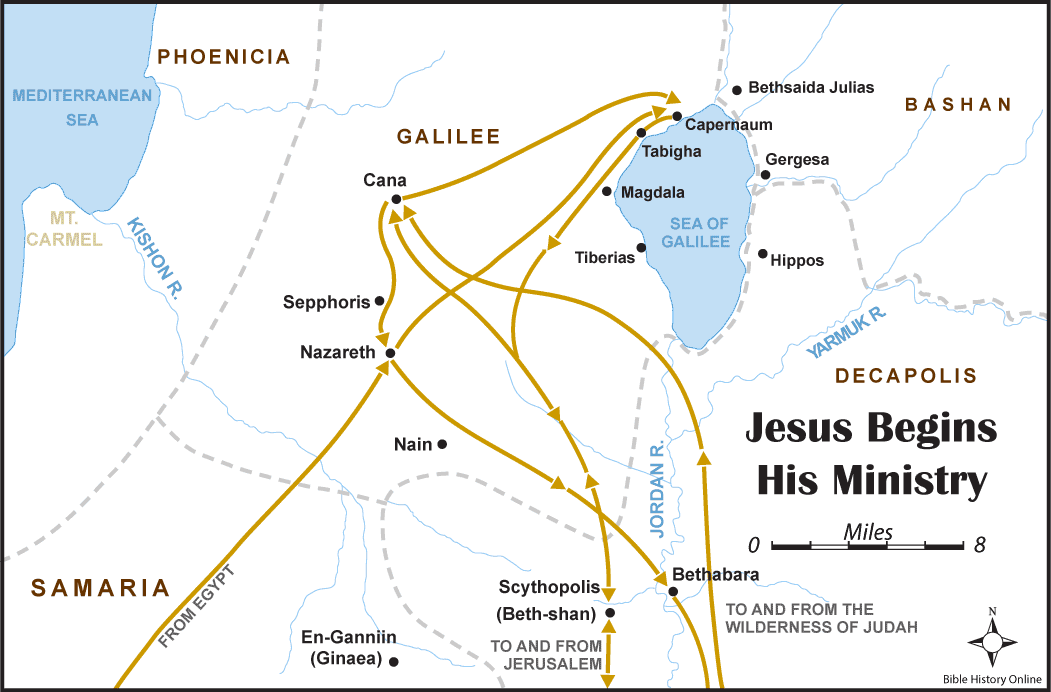 PHOENICIA
MEDITERRANEAN
SEA
Bethsaida Julias
BASHAN
GALILEE
Capernaum
Tabigha
Gergesa
Cana
Magdala
MT.
CARMEL
KISHON R.
SEA OF
GALILEE
Tiberias
Hippos
Sepphoris
YARMUK R.
Nazareth
DECAPOLIS
Jesus Begins
His Ministry
Nain
JORDAN R.
Miles
0 8
Bethabara
SAMARIA
FROM EGYPT
Scythopolis
(Beth-shan)
TO AND FROM THE
WILDERNESS OF JUDAH
N
En-Ganniin
(Ginaea)
TO AND FROM
JERUSALEM
Bible History Online